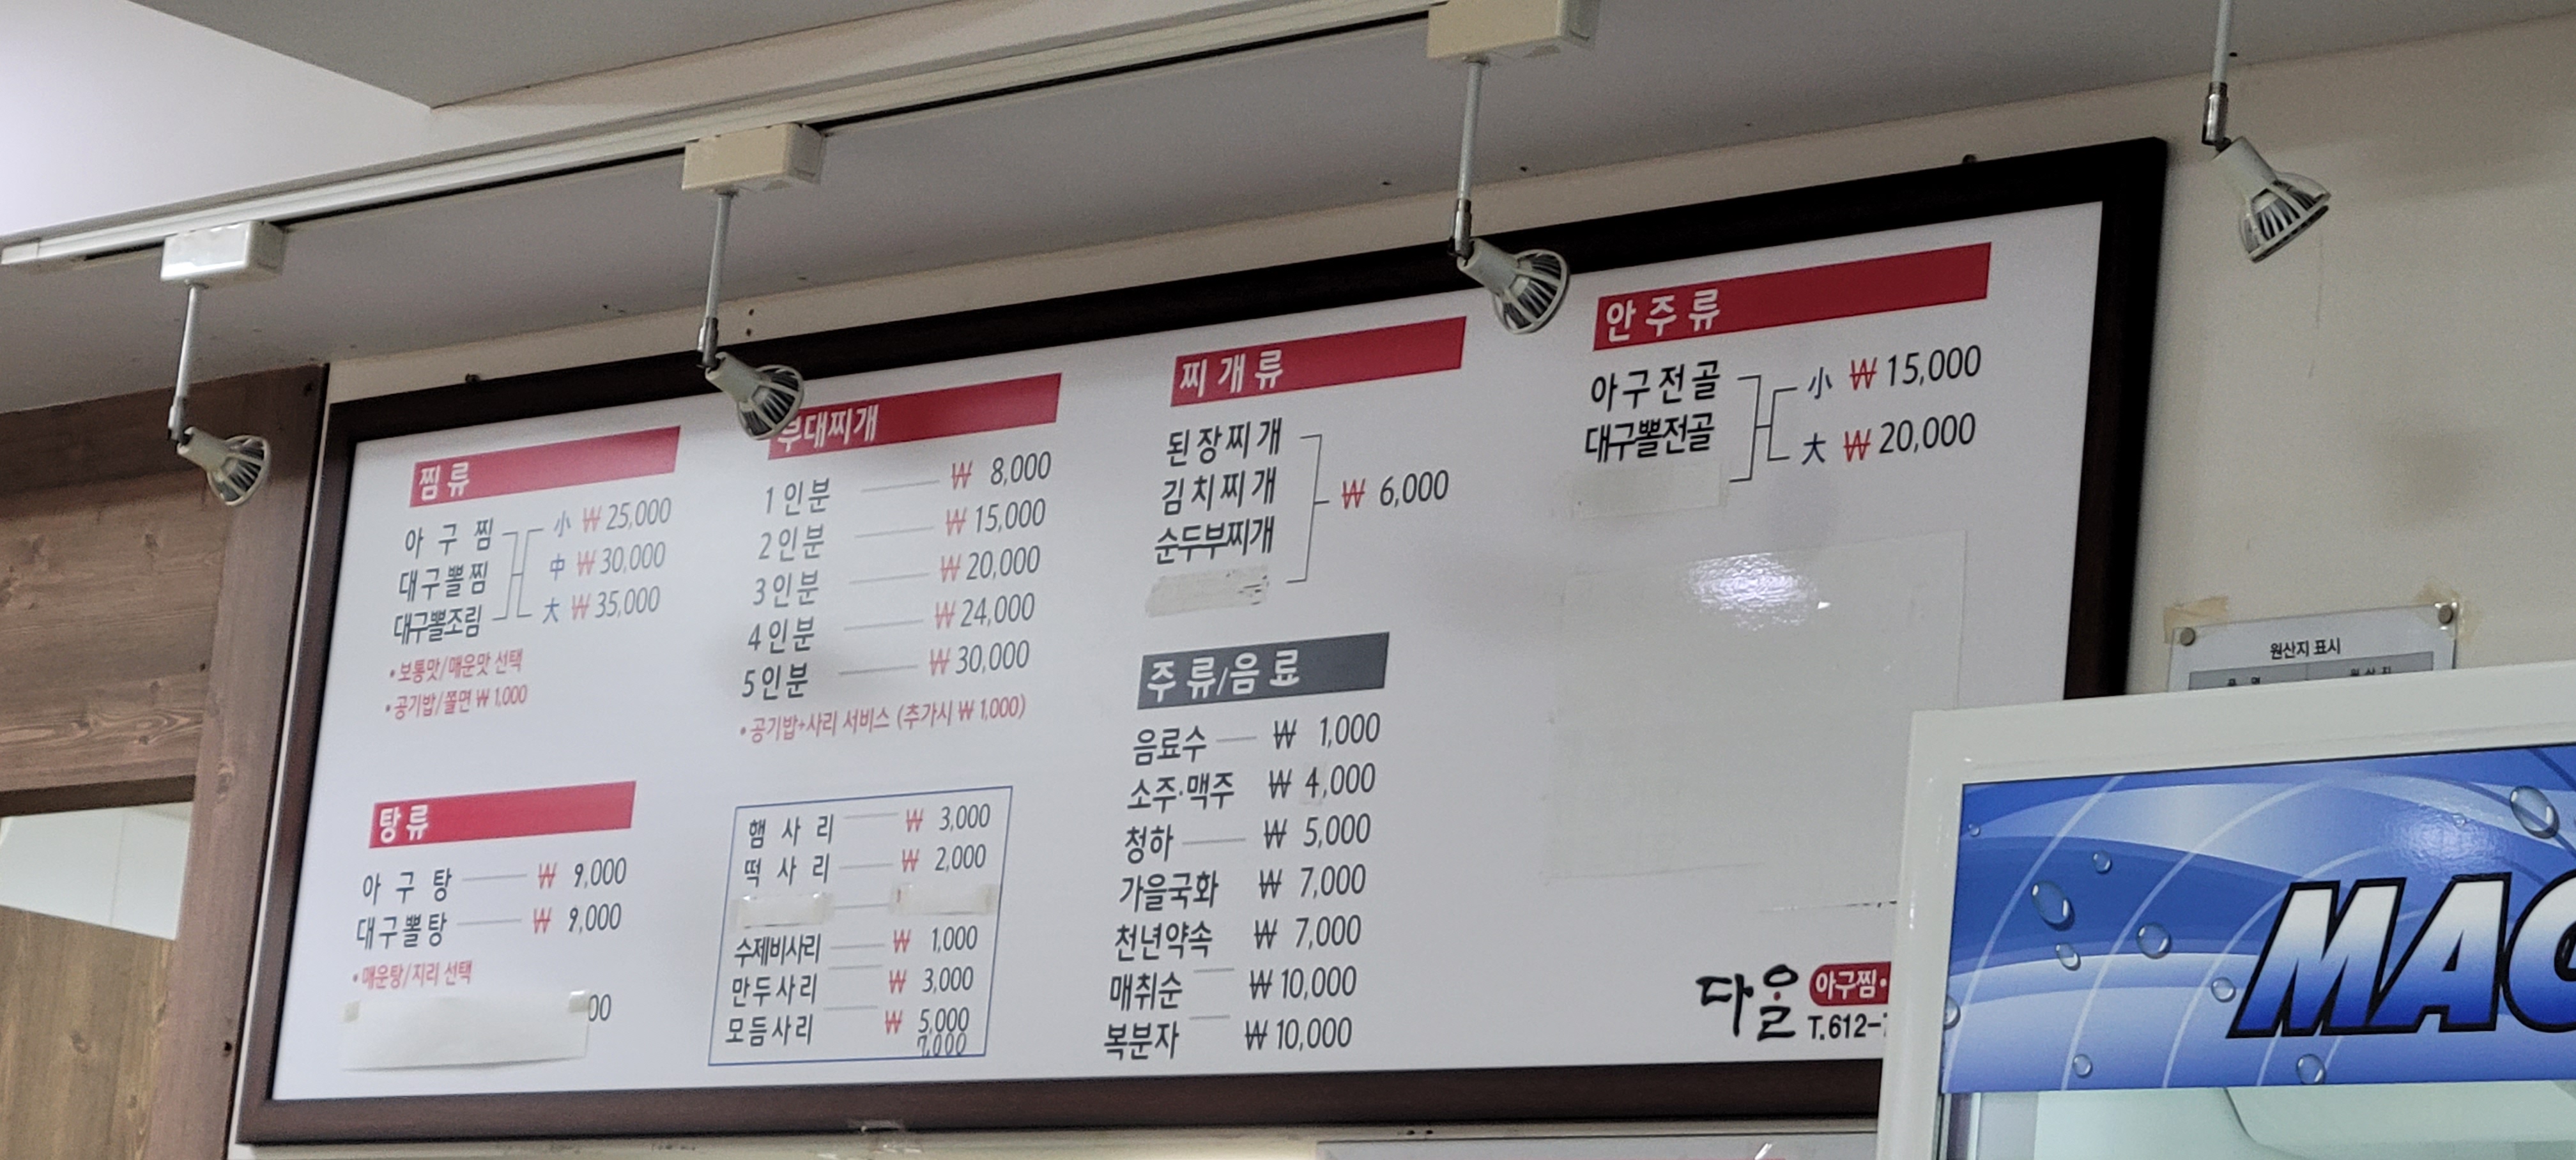 찜류
아구찜
대구뽈찜
대구뽈조림
小 ₩ 25,000
中 ₩ 30,000
大 ₩ 35,000
• 보통맛/매운맛 선택
• 공기밥/쫄면 ₩ 1,000
탕류
아구탕 ₩ 9,000
대구뽈탕 ₩ 9,000
• 매운탕/지리 선택
00
부대찌개
1인분 ₩ 8,000
2인분 ₩ 15,000
3인분 ₩ 20,000
4인분 ₩ 24,000
5인분 ₩ 30,000
• 공기밥+사리 서비스 (추가시 ₩ 1,000)
햄사리 ₩ 3,000
떡사리 ₩ 2,000
수제비사리 ₩ 1,000
만두사리 ₩ 3,000
모듬사리 ₩ 5,000
7,000
찌개류
된장찌개
김치찌개
순두부찌개
₩ 6,000
주류/음료
음료수 ₩ 1,000
소주·맥주 ₩ 4,000
청하 ₩ 5,000
가을국화 ₩ 7,000
천년약속 ₩ 7,000
매취순 ₩ 10,000
복분자 ₩ 10,000
안주류
아구전골
대구뽈전골
小 ₩ 15,000
大 ₩ 20,000
다울 아구찜·
T.612-
원산지 표시
MAC